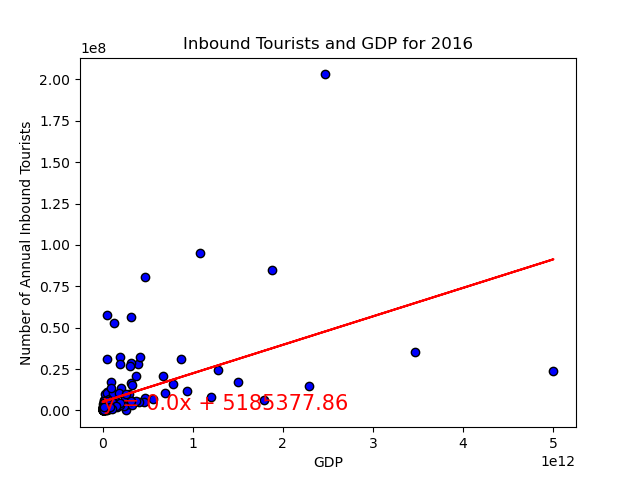 Inbound Tourists and GDP for 2016
1e8
2.00
1.75
1.50
1.25
1.00
0.75
0.50
0.25
0.00
Number of Annual Inbound Tourists
y = 0.0x + 5185377.86
0 1 2 3 4 5
1e12
GDP